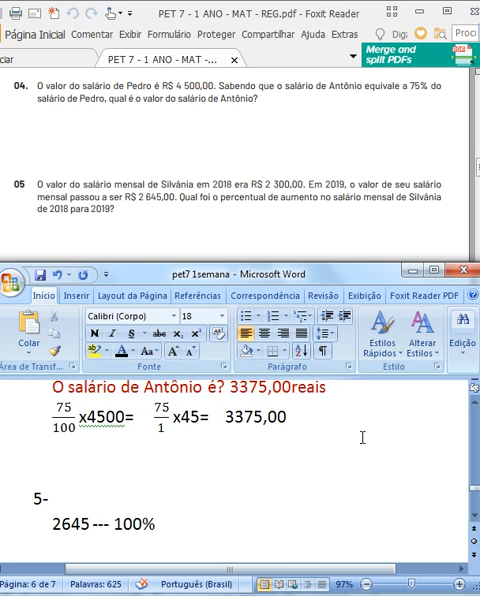 PET 7 - 1 ANO - MAT - REG.pdf - Foxit Reader
Página Inicial Comentar Exibir Formulário Proteger Compartilhar Ajuda Extras Dig: Proci
ciar
PET 7 - 1 ANO - MAT -...
Merge and
split PDFs
04. O valor do salário de Pedro é R$ 4 500,00. Sabendo que o salário de Antônio equivale a 75% do
salário de Pedro, qual é o valor do salário de Antônio?
05 O valor do salário mensal de Silvânia em 2018 era R$ 2 300,00. Em 2019, o valor de seu salário
mensal passou a ser R$ 2 645,00. Qual foi o percentual de aumento no salário mensal de Silvânia
de 2018 para 2019?
pet7 1semana - Microsoft Word
Início Inserir Layout da Página Referências Correspondência Revisão Exibição Foxit Reader PDF
Calibri (Corpo) 18
N I S abc x₂ x²
Aa A A
Colar
Estilos
Rápidos
Alterar
Estilos
Edição
Área de Transf... Fonte Parágrafo Estilo
O salário de Antônio é? 3375,00reais
75/100 x4500= 75/1 x45= 3375,00
5-
2645 --- 100%
Página: 6 de 7 Palavras: 625 Português (Brasil) 97%